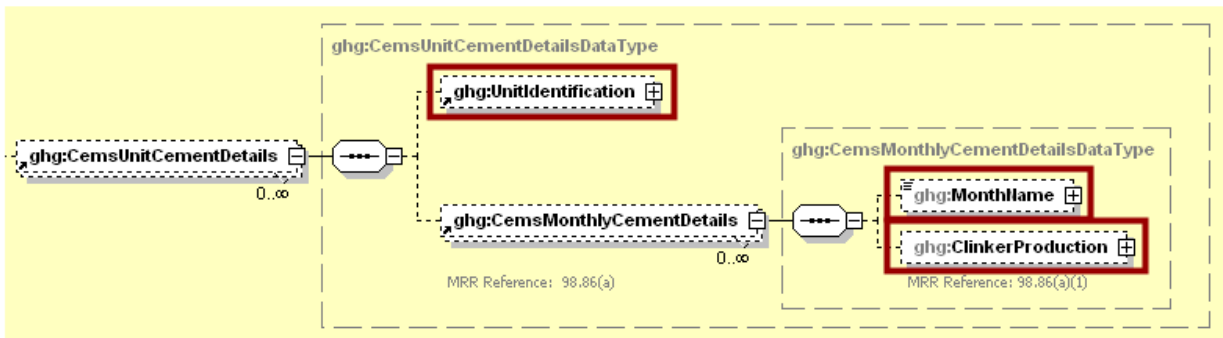 ghg:CemsUnitCementDetailsDataType
ghg:UnitIdentification
ghg:CemsUnitCementDetails
0..∞
ghg:CemsMonthlyCementDetailsDataType
ghg:MonthName
ghg:CemsMonthlyCementDetails
0..∞
ghg:ClinkerProduction
MRR Reference: 98.86(a)
MRR Reference: 98.86(a)(1)